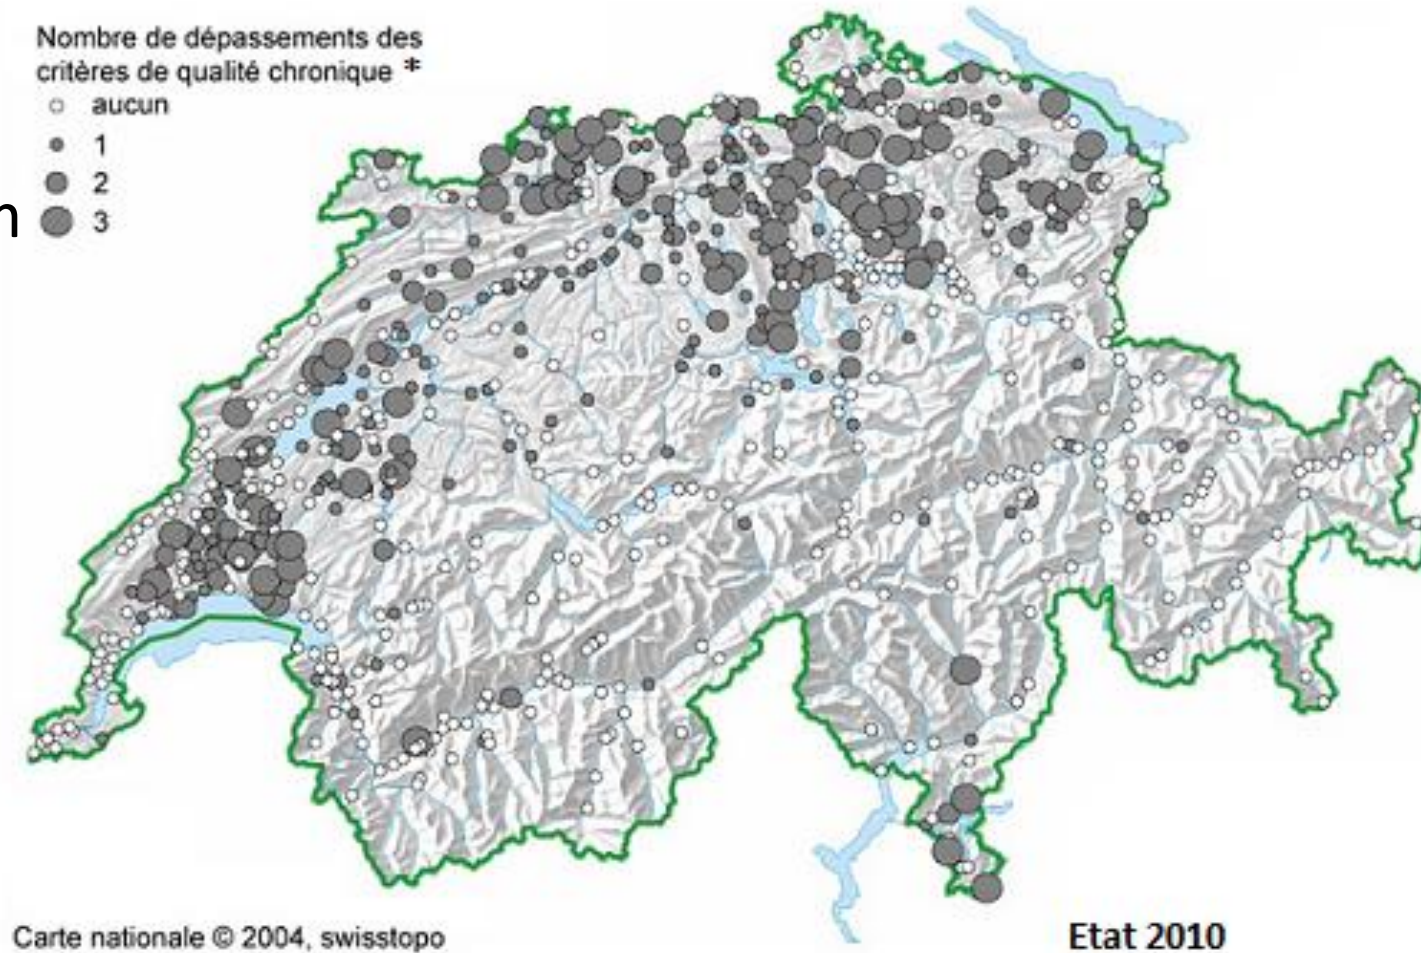 Nombre de dépassements des
critères de qualité chronique *
aucun
1
2
n
3
Carte nationale © 2004, swisstopo
Etat 2010